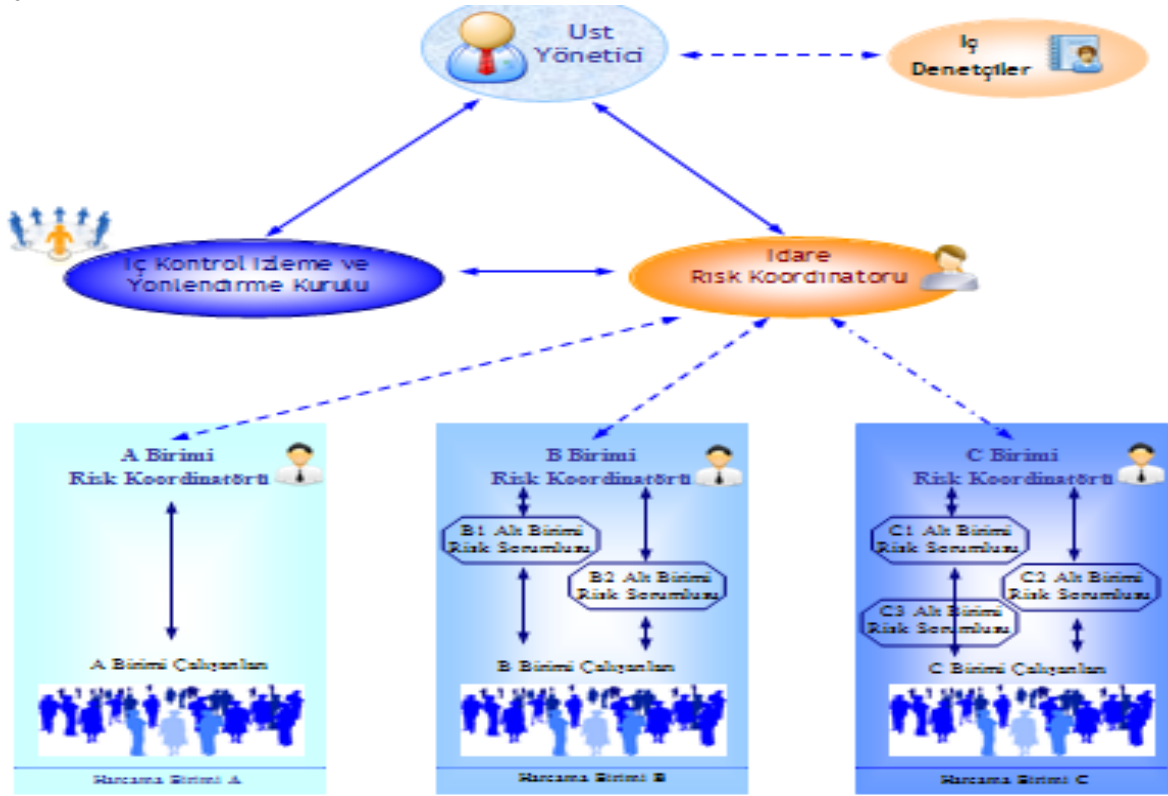 Üst
Yönetici
İç
Denetçiler
İç Kontrol İzleme ve
Yönlendirme Kurulu
İdare
Risk Koordinatörü
A Birimi
Risk Koordinatörü
B Birimi
Risk Koordinatörü
C Birimi
Risk Koordinatörü
B1 Alt Birimi
Risk Sorumlusu
B2 Alt Birimi
Risk Sorumlusu
C1 Alt Birimi
Risk Sorumlusu
C2 Alt Birimi
Risk Sorumlusu
C3 Alt Birimi
Risk Sorumlusu
A Birimi Çalışanları
B Birimi Çalışanları
C Birimi Çalışanları
Harcama Birimi A
Harcama Birimi B
Harcama Birimi C